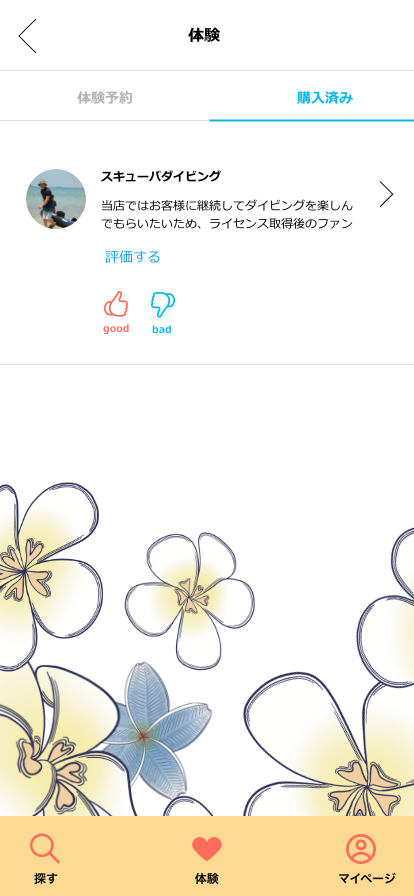 体験
体験予約
購入済み
スキューバダイビング
当店ではお客様に継続してダイビングを楽しん
でもらいたいため、ライセンス取得後のファン
評価する
good
bad
探す
体験
マイページ